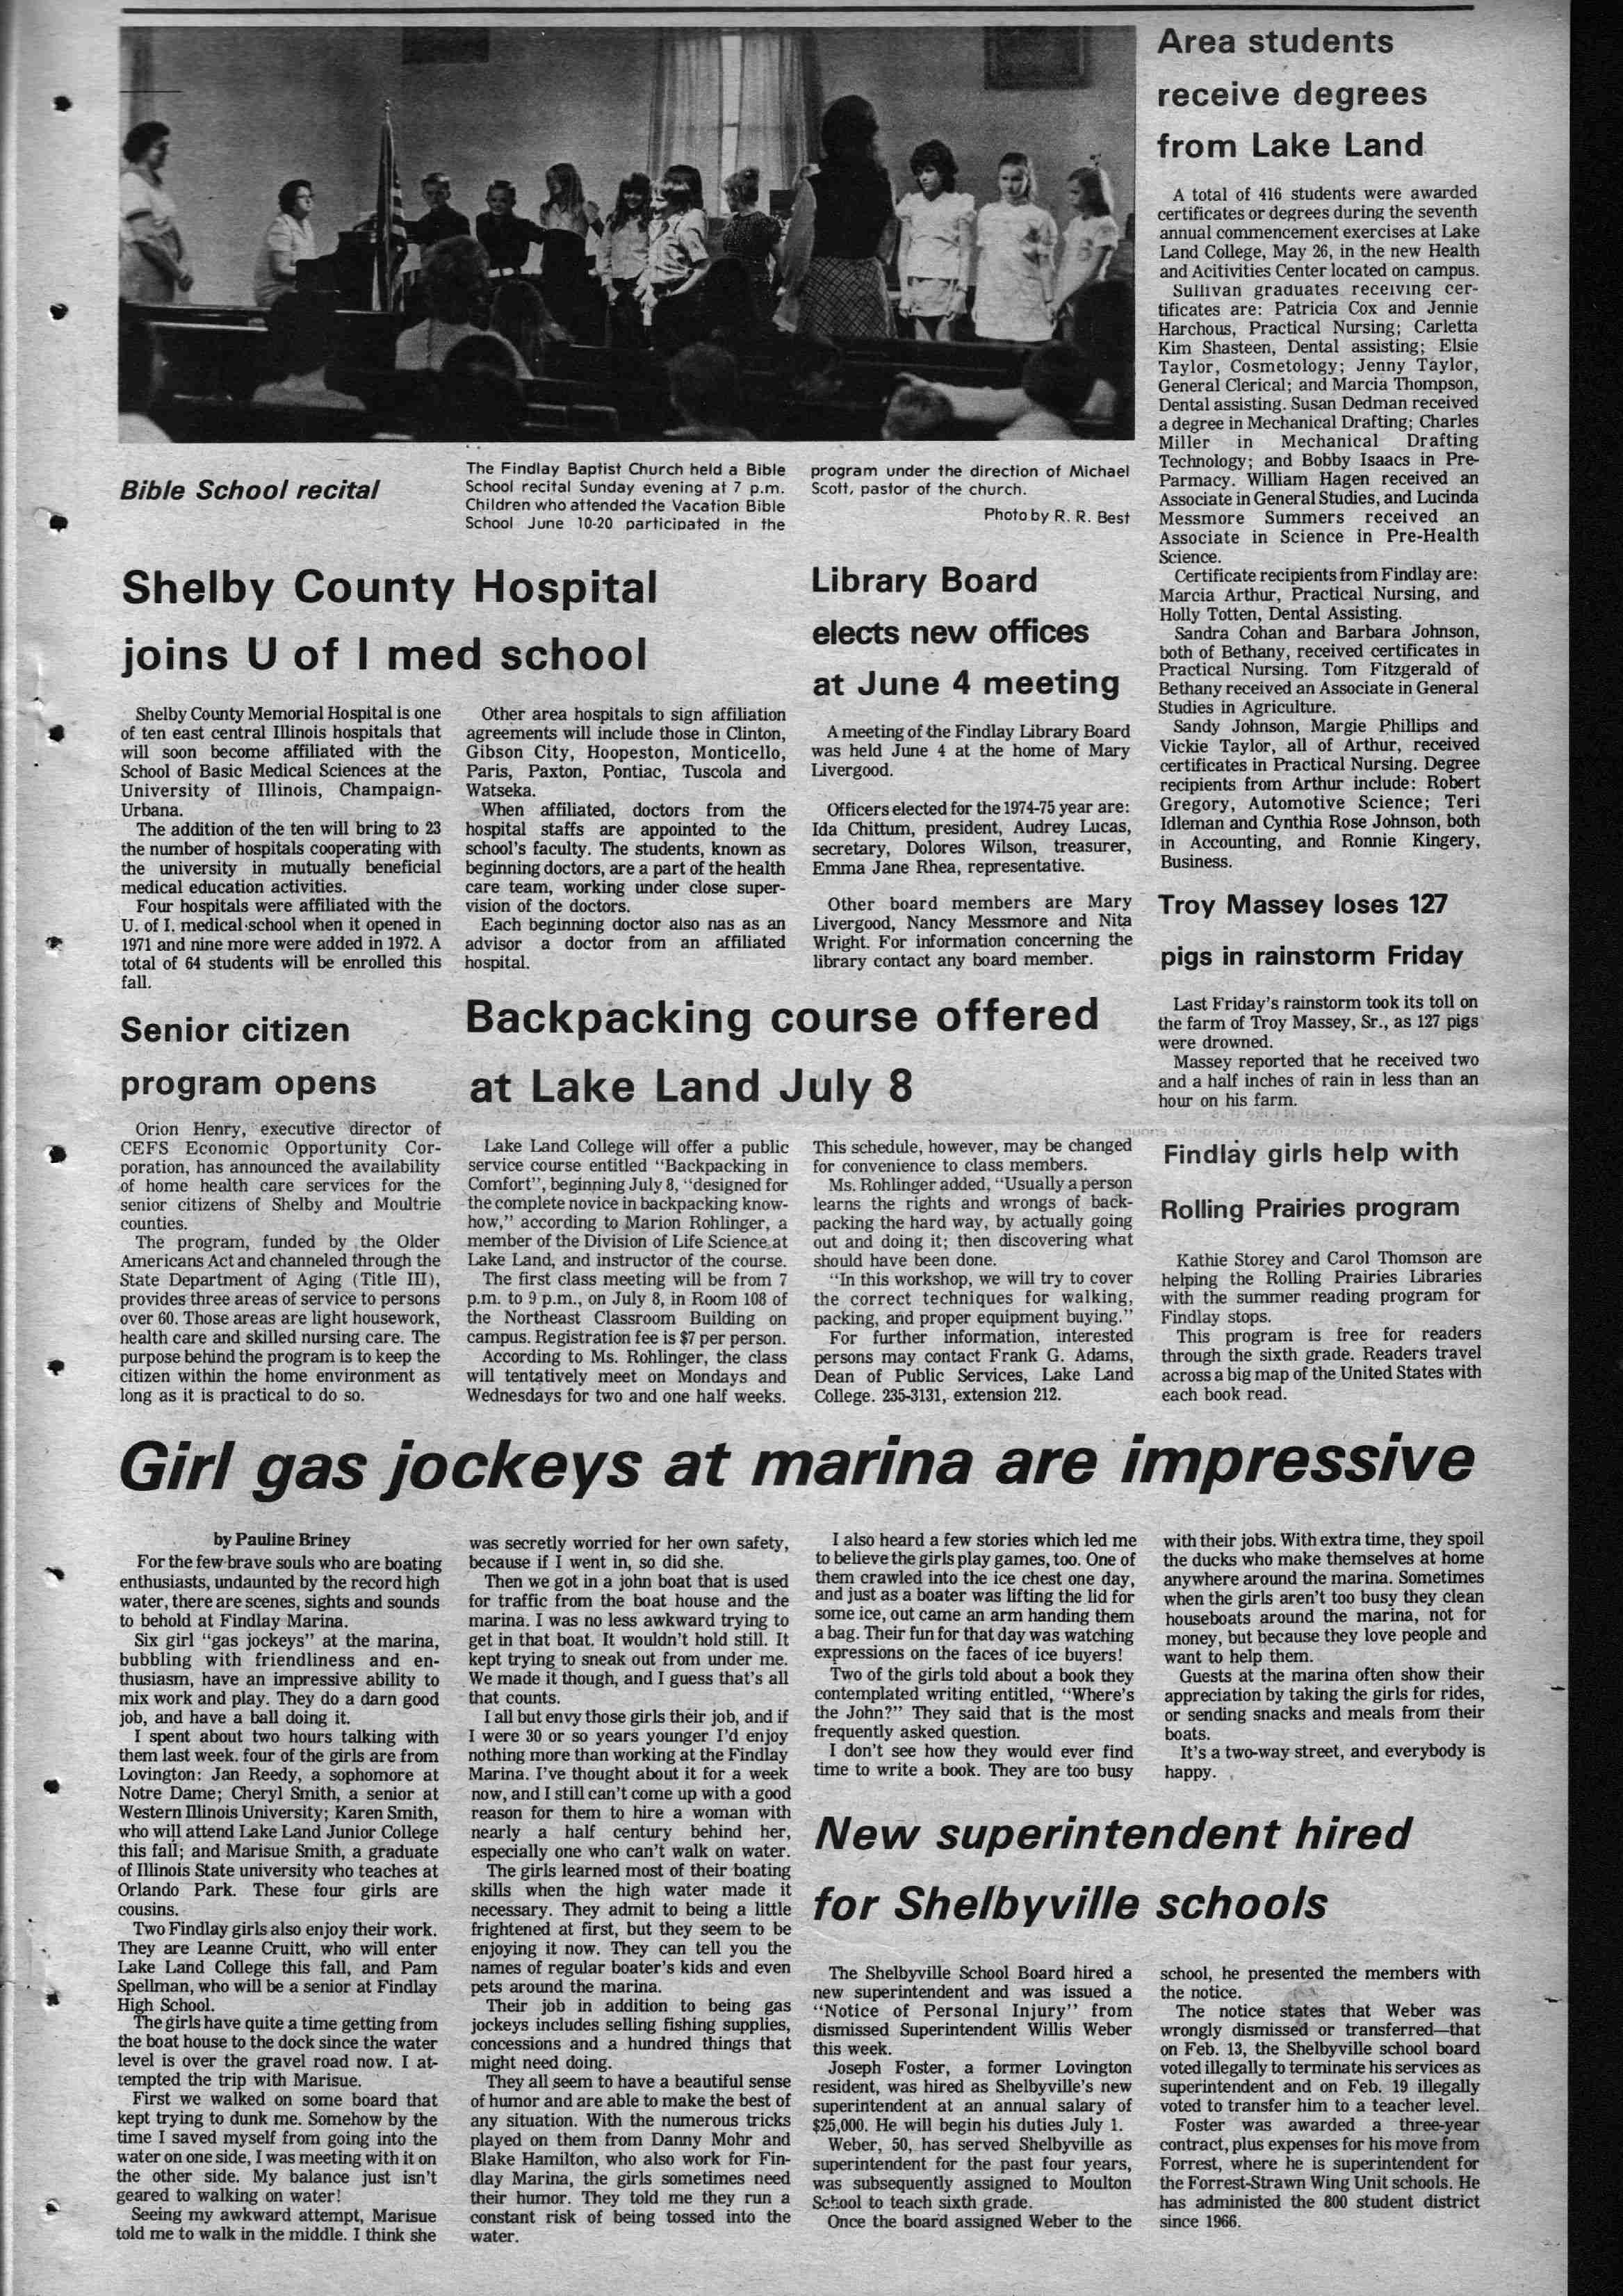 Bible School recital
The Findlay Baptist Church held a Bible
School recital Sunday evening at 7 p.m.
Children who attended the Vacation Bible
School June 10-20 participated in the
program under the direction of Michael
Scott, pastor of the church.
Photo by R. R. Best
Shelby County Hospital
joins U of I med school
Shelby County Memorial Hospital is one
of ten east central Illinois hospitals that
will soon become affiliated with the
School of Basic Medical Sciences at the
University of Illinois, Champaign-
Urbana.
The addition of the ten will bring to 23
the number of hospitals cooperating with
the university in mutually beneficial
medical education activities.
Four hospitals were affiliated with the
U. of I. medical school when it opened in
1971 and nine more were added in 1972. A
total of 64 students will be enrolled this
fall.
Other area hospitals to sign affiliation
agreements will include those in Clinton,
Gibson City, Hoopeston, Monticello,
Paris, Paxton, Pontiac, Tuscola and
Watseka.
When affiliated, doctors from the
hospital staffs are appointed to the
school's faculty. The students, known as
beginning doctors, are a part of the health
care team, working under close super-
vision of the doctors.
Each beginning doctor also nas as an
advisor a doctor from an affiliated
hospital.
Library Board
elects new offices
at June 4 meeting
A meeting of the Findlay Library Board
was held June 4 at the home of Mary
Livergood.
Officers elected for the 1974-75 year are:
Ida Chittum, president, Audrey Lucas,
secretary, Dolores Wilson, treasurer,
Emma Jane Rhea, representative.
Other board members are Mary
Livergood, Nancy Messmore and Nita
Wright. For information concerning the
library contact any board member.
Area students
receive degrees
from Lake Land
A total of 416 students were awarded
certificates or degrees during the seventh
annual commencement exercises at Lake
Land College, May 26, in the new Health
and Acitivities Center located on campus.
Sullivan graduates receiving cer-
tificates are: Patricia Cox and Jennie
Harchous, Practical Nursing; Carletta
Kim Shasteen, Dental assisting; Elsie
Taylor, Cosmetology; Jenny Taylor,
General Clerical; and Marcia Thompson,
Dental assisting. Susan Dedman received
a degree in Mechanical Drafting; Charles
Miller in Mechanical Drafting
Technology; and Bobby Isaacs in Pre-
Parmacy. William Hagen received an
Associate in General Studies, and Lucinda
Messmore Summers received an
Associate in Science in Pre-Health
Science.
Certificate recipients from Findlay are:
Marcia Arthur, Practical Nursing, and
Holly Totten, Dental Assisting.
Sandra Cohan and Barbara Johnson,
both of Bethany, received certificates in
Practical Nursing. Tom Fitzgerald of
Bethany received an Associate in General
Studies in Agriculture.
Sandy Johnson, Margie Phillips and
Vickie Taylor, all of Arthur, received
certificates in Practical Nursing. Degree
recipients from Arthur include: Robert
Gregory, Automotive Science; Teri
Idleman and Cynthia Rose Johnson, both
in Accounting, and Ronnie Kingery,
Business.
Troy Massey loses 127
pigs in rainstorm Friday
Last Friday's rainstorm took its toll on
the farm of Troy Massey, Sr., as 127 pigs
were drowned.
Massey reported that he received two
and a half inches of rain in less than an
hour on his farm.
Senior citizen
program opens
Orion Henry, executive director of
CEFS Economic Opportunity Cor-
poration, has announced the availability
of home health care services for the
senior citizens of Shelby and Moultrie
counties.
The program, funded by the Older
Americans Act and channeled through the
State Department of Aging (Title III),
provides three areas of service to persons
over 60. Those areas are light housework,
health care and skilled nursing care. The
purpose behind the program is to keep the
citizen within the home environment as
long as it is practical to do so.
Backpacking course offered
at Lake Land July 8
Lake Land College will offer a public
service course entitled "Backpacking in
Comfort", beginning July 8, "designed for
the complete novice in backpacking know-
how," according to Marion Rohlinger, a
member of the Division of Life Science at
Lake Land, and instructor of the course.
The first class meeting will be from 7
p.m. to 9 p.m., on July 8, in Room 108 of
the Northeast Classroom Building on
campus. Registration fee is $7 per person.
According to Ms. Rohlinger, the class
will tentatively meet on Mondays and
Wednesdays for two and one half weeks.
This schedule, however, may be changed
for convenience to class members.
Ms. Rohlinger added, "Usually a person
learns the rights and wrongs of back-
packing the hard way, by actually going
out and doing it; then discovering what
should have been done.
"In this workshop, we will try to cover
the correct techniques for walking,
packing, and proper equipment buying."
For further information, interested
persons may contact Frank G. Adams,
Dean of Public Services, Lake Land
College. 235-3131, extension 212.
Findlay girls help with
Rolling Prairies program
Kathie Storey and Carol Thomson are
helping the Rolling Prairies Libraries
with the summer reading program for
Findlay stops.
This program is free for readers
through the sixth grade. Readers travel
across a big map of the United States with
each book read.
Girl gas jockeys at marina are impressive
by Pauline Briney
For the few brave souls who are boating
enthusiasts, undaunted by the record high
water, there are scenes, sights and sounds
to behold at Findlay Marina.
Six girl "gas jockeys" at the marina,
bubbling with friendliness and en-
thusiasm, have an impressive ability to
mix work and play. They do a darn good
job, and have a ball doing it.
I spent about two hours talking with
them last week. four of the girls are from
Lovington: Jan Reedy, a sophomore at
Notre Dame; Cheryl Smith, a senior at
Western Illinois University; Karen Smith,
who will attend Lake Land Junior College
this fall; and Marisue Smith, a graduate
of Illinois State university who teaches at
Orlando Park. These four girls are
cousins.
Two Findlay girls also enjoy their work.
They are Leanne Cruitt, who will enter
Lake Land College this fall, and Pam
Spellman, who will be a senior at Findlay
High School.
The girls have quite a time getting from
the boat house to the dock since the water
level is over the gravel road now. I at-
tempted the trip with Marisue.
First we walked on some board that
kept trying to dunk me. Somehow by the
time I saved myself from going into the
water on one side, I was meeting with it on
the other side. My balance just isn't
geared to walking on water!
Seeing my awkward attempt, Marisue
told me to walk in the middle. I think she
was secretly worried for her own safety,
because if I went in, so did she.
Then we got in a john boat that is used
for traffic from the boat house and the
marina. I was no less awkward trying to
get in that boat. It wouldn't hold still. It
kept trying to sneak out from under me.
We made it though, and I guess that's all
that counts.
I all but envy those girls their job, and if
I were 30 or so years younger I'd enjoy
nothing more than working at the Findlay
Marina. I've thought about it for a week
now, and I still can't come up with a good
reason for them to hire a woman with
nearly a half century behind her,
especially one who can't walk on water.
The girls learned most of their boating
skills when the high water made it
necessary. They admit to being a little
frightened at first, but they seem to be
enjoying it now. They can tell you the
names of regular boater's kids and even
pets around the marina.
Their job in addition to being gas
jockeys includes selling fishing supplies,
concessions and a hundred things that
might need doing.
They all seem to have a beautiful sense
of humor and are able to make the best of
any situation. With the numerous tricks
played on them from Danny Mohr and
Blake Hamilton, who also work for Fin-
dlay Marina, the girls sometimes need
their humor. They told me they run a
constant risk of being tossed into the
water.
I also heard a few stories which led me
to believe the girls play games, too. One of
them crawled into the ice chest one day,
and just as a boater was lifting the lid for
some ice, out came an arm handing them
a bag. Their fun for that day was watching
expressions on the faces of ice buyers!
Two of the girls told about a book they
contemplated writing entitled, "Where's
the John?" They said that is the most
frequently asked question.
I don't see how they would ever find
time to write a book. They are too busy
with their jobs. With extra time, they spoil
the ducks who make themselves at home
anywhere around the marina. Sometimes
when the girls aren't too busy they clean
houseboats around the marina, not for
money, but because they love people and
want to help them.
Guests at the marina often show their
appreciation by taking the girls for rides,
or sending snacks and meals from their
boats.
It's a two-way street, and everybody is
happy.
New superintendent hired
for Shelbyville schools
The Shelbyville School Board hired a
new superintendent and was issued a
"Notice of Personal Injury" from
dismissed Superintendent Willis Weber
this week.
Joseph Foster, a former Lovington
resident, was hired as Shelbyville's new
superintendent at an annual salary of
$25,000. He will begin his duties July 1.
Weber, 50, has served Shelbyville as
superintendent for the past four years,
was subsequently assigned to Moulton
School to teach sixth grade.
Once the board assigned Weber to the
school, he presented the members with
the notice.
The notice states that Weber was
wrongly dismissed or transferred—that
on Feb. 13, the Shelbyville school board
voted illegally to terminate his services as
superintendent and on Feb. 19 illegally
voted to transfer him to a teacher level.
Foster was awarded a three-year
contract, plus expenses for his move from
Forrest, where he is superintendent for
the Forrest-Strawn Wing Unit schools. He
has administed the 800 student district
since 1966.